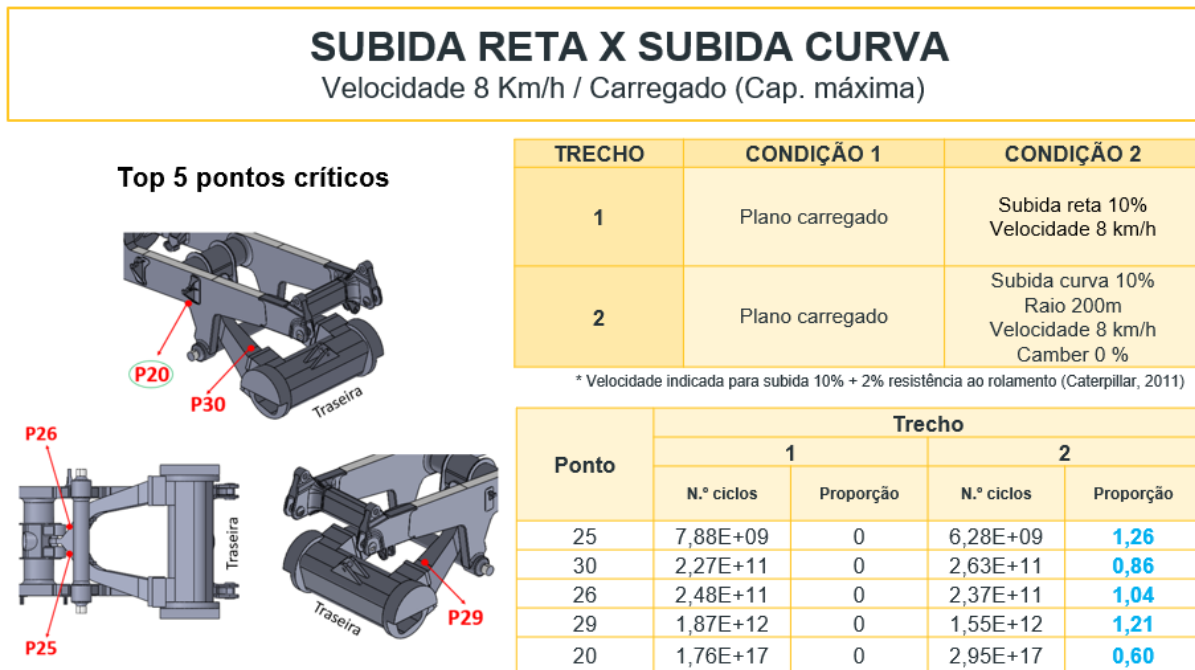 SUBIDA RETA X SUBIDA CURVA
Velocidade 8 Km/h / Carregado (Cap. máxima)
Top 5 pontos críticos
P20
P30
Traseira
P26
P25
Traseira
Traseira
P29
TRECHO CONDIÇÃO 1 CONDIÇÃO 2
1 Plano carregado Subida reta 10%
Velocidade 8 km/h
2 Plano carregado Subida curva 10%
Raio 200m
Velocidade 8 km/h
Camber 0 %
* Velocidade indicada para subida 10% + 2% resistência ao rolamento (Caterpillar, 2011)
Ponto Trecho
1 2
N.º ciclos Proporção N.º ciclos Proporção
25 7,88E+09 0 6,28E+09 1,26
30 2,27E+11 0 2,63E+11 0,86
26 2,48E+11 0 2,37E+11 1,04
29 1,87E+12 0 1,55E+12 1,21
20 1,76E+17 0 2,95E+17 0,60